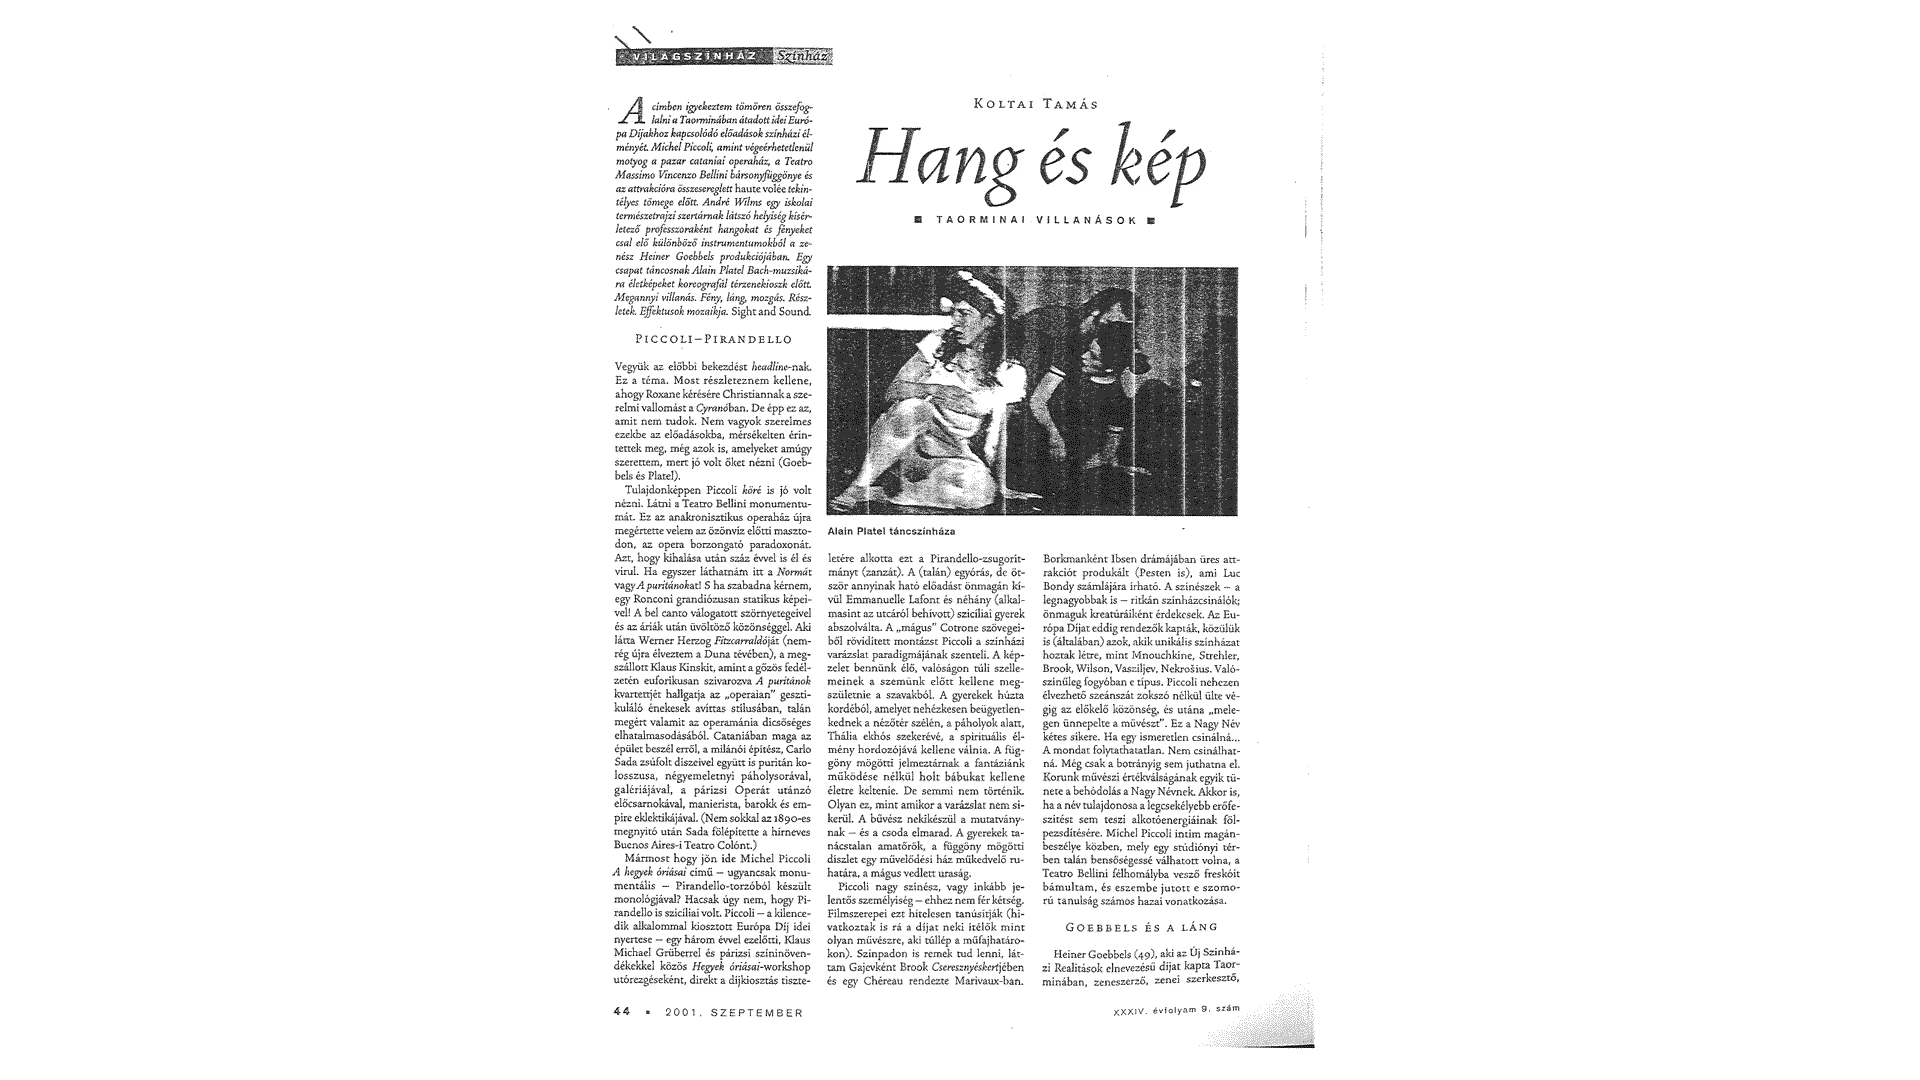 VILÁGSZÍNHÁZ Színház
A címben igyekeztem tömören összefog-
lalni a Taorminában átadott idei Euró-
pa Díjakhoz kapcsolódó előadások színházi él-
ményét. Michel Piccoli, amint végeérhetetlenül
motyog a pazar cataniai operaház, a Teatro
Massimo Vincenzo Bellini bársonyfüggönye és
az attrakcióra összesereglett haute volée tekin-
télyes tömege előtt. André Wilms egy iskolai
természetrajzi szertárnak látszó helyiség kísér-
letező professzoraként hangokat és fényeket
csal elő különböző instrumentumokból a ze-
nész Heiner Goebbels produkciójában. Egy
csapat táncosnak Alain Platel Bach-muzsiká-
ra életképeket koreografál térzenekioszk előtt.
Megannyi villanás. Fény, láng, mozgás. Rész-
letek. Effektusok mozaikja. Sight and Sound.
PICCOLI–PIRANDELLO
Vegyük az előbbi bekezdést headline-nak.
Ez a téma. Most részleteznem kellene,
ahogy Roxane kérésére Christiannak a sze-
relmi vallomást a Cyranóban. De épp ez az,
amit nem tudok. Nem vagyok szerelmes
ezekbe az előadásokba, mérsékelten érin-
tettek meg, még azok is, amelyeket amúgy
szerettem, mert jó volt őket nézni (Goeb-
bels és Platel).
Tulajdonképpen Piccoli köré is jó volt
nézni. Látni a Teatro Bellini monumentu-
mát. Ez az anakronisztikus operaház újra
megértette velem az özönvíz előtti maszto-
don, az opera borzongató paradoxonát.
Azt, hogy kihalása után száz évvel is él és
virul. Ha egyszer láthatnám itt a Normát
vagy A puritánokat! S ha szabadna kérnem,
egy Ronconi grandiózusan statikus képei-
vel! A bel canto válogatott szörnyetegeivel
és az áriák után üvöltöző közönséggel. Aki
látta Werner Herzog Fitzcarraldóját (nem-
rég újra élveztem a Duna tévében), a meg-
szállott Klaus Kinskit, amint a gőzös fedél-
zetén euforikusan szivarozva A puritánok
kvartettjét hallgatja az „operaian” geszti-
kuláló énekesek avíttas stílusában, talán
megért valamit az operamánia dicsőséges
elhatalmasodásából. Cataniában maga az
épület beszél erről, a milánói építész, Carlo
Sada zsúfolt díszeivel együtt is puritán ko-
losszusa, négyemeletnyi páholysorával,
galériájával, a párizsi Operát utánzó
előcsarnokával, manierista, barokk és em-
pire eklektikájával. (Nem sokkal az 1890-es
megnyitó után Sada fölépítette a hírneves
Buenos Aires-i Teatro Colónt.)
Mármost hogy jön ide Michel Piccoli
A hegyek óriásai című – ugyancsak monu-
mentális – Pirandello-torzóból készült
monológjával? Hacsak úgy nem, hogy Pi-
randello is szicíliai volt. Piccoli – a kilence-
dik alkalommal kiosztott Európa Díj idei
nyertese – egy három évvel ezelőtti, Klaus
Michael Grüberrel és párizsi színinöven-
dékekkel közös Hegyek óriásai-workshop
utórezgéseként, direkt a díjkiosztás tiszte-
KOLTAI TAMÁS
Hang és kép
■ TAORMINAI VILLANÁSOK ■
Alain Platel táncszínháza
letére alkotta ezt a Pirandello-zsugorít-
mányt (zanzát). A (talán) egyórás, de öt-
ször annyinak ható előadást önmagán kí-
vül Emmanuelle Lafont és néhány (alkal-
masint az utcáról behívott) szicíliai gyerek
abszolválta. A „mágus” Cotrone szövegei-
ből rövidített montázst Piccoli a színházi
varázslat paradigmájának szenteli. A kép-
zelet bennünk élő, valóságon túli szelle-
meinek a szemünk előtt kellene meg-
születnie a szavakból. A gyerekek húzta
kordéból, amelyet nehézkesen beügyetlen-
kednek a nézőtér szélén, a páholyok alatt,
Thália ekhós szekerévé, a spirituális él-
mény hordozójává kellene válnia. A füg-
göny mögötti jelmeztárnak a fantáziánk
működése nélkül holt bábukat kellene
életre keltenie. De semmi nem történik.
Olyan ez, mint amikor a varázslat nem si-
kerül. A bűvész nekikészül a mutatvány-
nak – és a csoda elmarad. A gyerekek ta-
nácstalan amatőrök, a függöny mögötti
díszlet egy művelődési ház műkedvelő ru-
határa, a mágus vedlett uraság.
Piccoli nagy színész, vagy inkább je-
lentős személyiség – ehhez nem fér kétség.
Filmszerepei ezt hitelesen tanúsítják (hi-
vatkoztak is rá a díjat neki ítélők mint
olyan művészre, aki túllép a műfajhatáro-
kon). Színpadon is remek tud lenni, lát-
tam Gajevként Brook Cseresznyéskertjében
és egy Chéreau rendezte Marivaux-ban.
Borkmanként Ibsen drámájában üres att-
rakciót produkált (Pesten is), ami Luc
Bondy számlájára írható. A színészek – a
legnagyobbak is – ritkán színházcsinálók;
önmaguk kreatúráiként érdekesek. Az Eu-
rópa Díjat eddig rendezők kapták, közülük
is (általában) azok, akik unikális színházat
hoztak létre, mint Mnouchkine, Strehler,
Brook, Wilson, Vasziljev, Nekrošius. Való-
színűleg fogyóban e típus. Piccoli nehezen
élvezhető szeánszát zokszó nélkül ülte vé-
gig az előkelő közönség, és utána „mele-
gen ünnepelte a művészt”. Ez a Nagy Név
kétes sikere. Ha egy ismeretlen csinálná...
A mondat folytathatatlan. Nem csinálhat-
ná. Még csak a botrányig sem juthatna el.
Korunk művészi értékválságának egyik tü-
nete a behódolás a Nagy Névnek. Akkor is,
ha a név tulajdonosa a legcsekélyebb erőfe-
szítést sem teszi alkotóenergiáinak föl-
pezsdítésére. Michel Piccoli intim magán-
beszélye közben, mely egy stúdiónyi tér-
ben talán bensőségessé válhatott volna, a
Teatro Bellini félhomályba vesző freskóit
bámultam, és eszembe jutott e szomo-
rú tanulság számos hazai vonatkozása.
GOEBBELS ÉS A LÁNG
Heiner Goebbels (49), aki az Új Színhá-
zi Realitások elnevezésű díjat kapta Taor-
minában, zeneszerző, zenei szerkesztő,
44 ■ 2001. SZEPTEMBER
XXXIV. évfolyam 9. szám